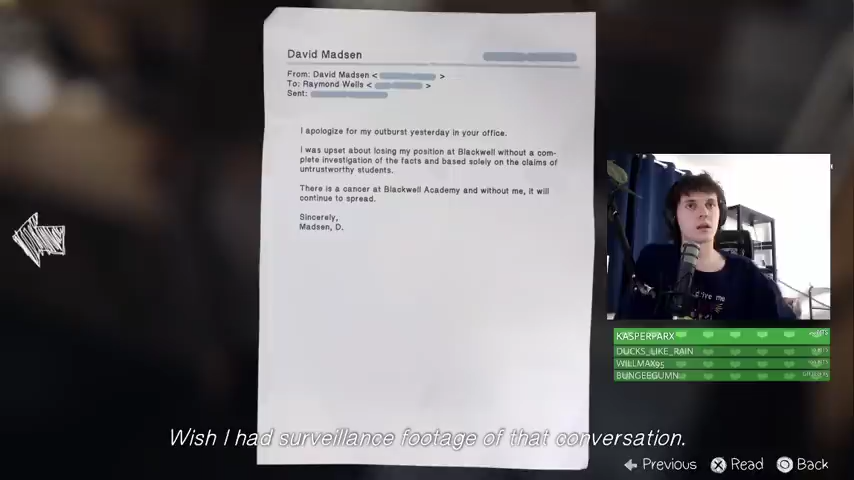 David Madsen
From: David Madsen < >
To: Raymond Wells < >
Sent:
I apologize for my outburst yesterday in your office.
I was upset about losing my position at Blackwell without a com-
plete investigation of the facts and based solely on the claims of
untrustworthy students.
There is a cancer at Blackwell Academy and without me, it will
continue to spread.
Sincerely,
Madsen, D.
KASPERPARX
DUCKS_LIKE_RAIN
WILLMAX95
BUNGEEGUMN
Wish I had surveillance footage of that conversation.
Previous Read Back